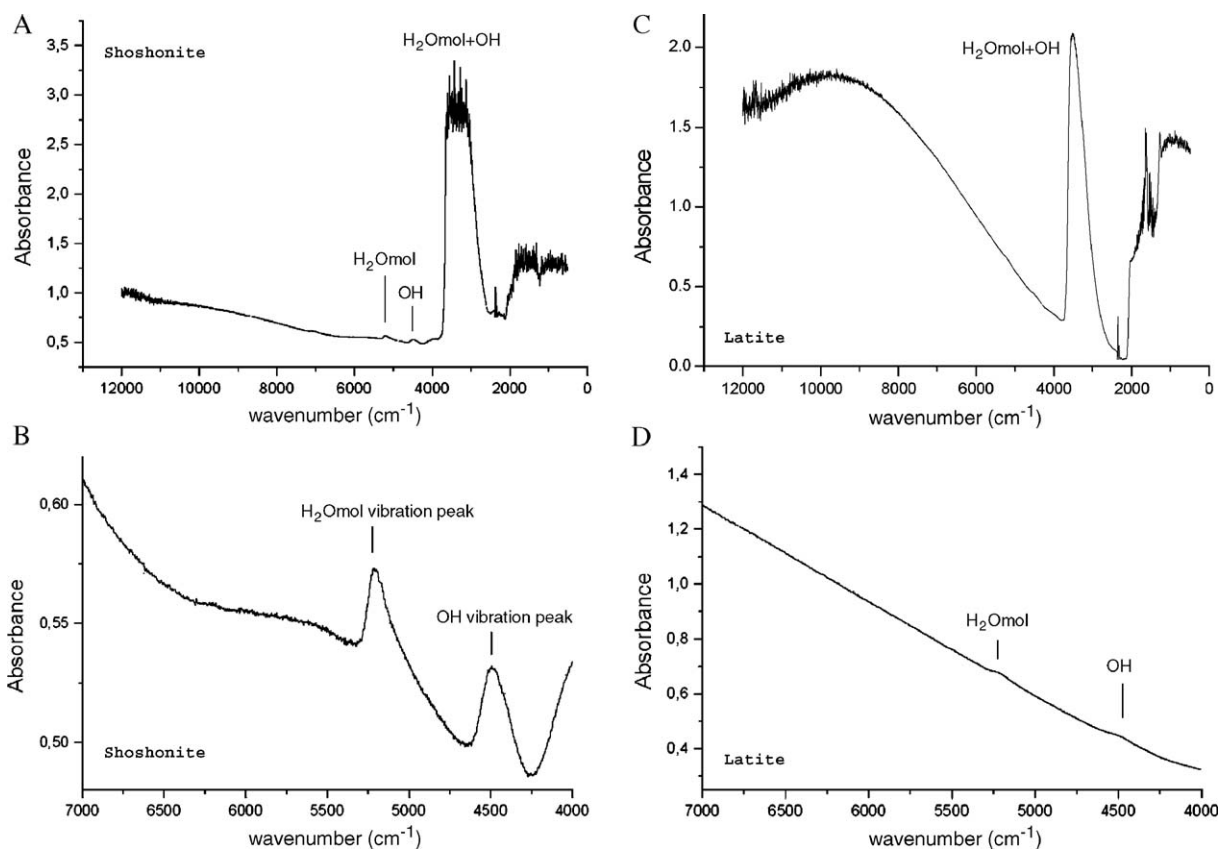 A
Shoshonite
H₂Omol+OH
H₂Omol
OH
3,5
3,0
2,5
2,0
1,5
1,0
0,5
Absorbance
12000 10000 8000 6000 4000 2000 0
wavenumber (cm⁻¹)
C
H₂Omol+OH
Latite
2.0
1.5
1.0
0.5
0.0
Absorbance
12000 10000 8000 6000 4000 2000 0
wavenumber (cm⁻¹)
B
H₂Omol vibration peak
OH vibration peak
Shoshonite
0,60
0,55
0,50
Absorbance
7000 6500 6000 5500 5000 4500 4000
wavenumber (cm⁻¹)
D
H₂Omol
OH
Latite
1,4
1,2
1,0
0,8
0,6
0,4
Absorbance
7000 6500 6000 5500 5000 4500 4000
wavenumber (cm⁻¹)